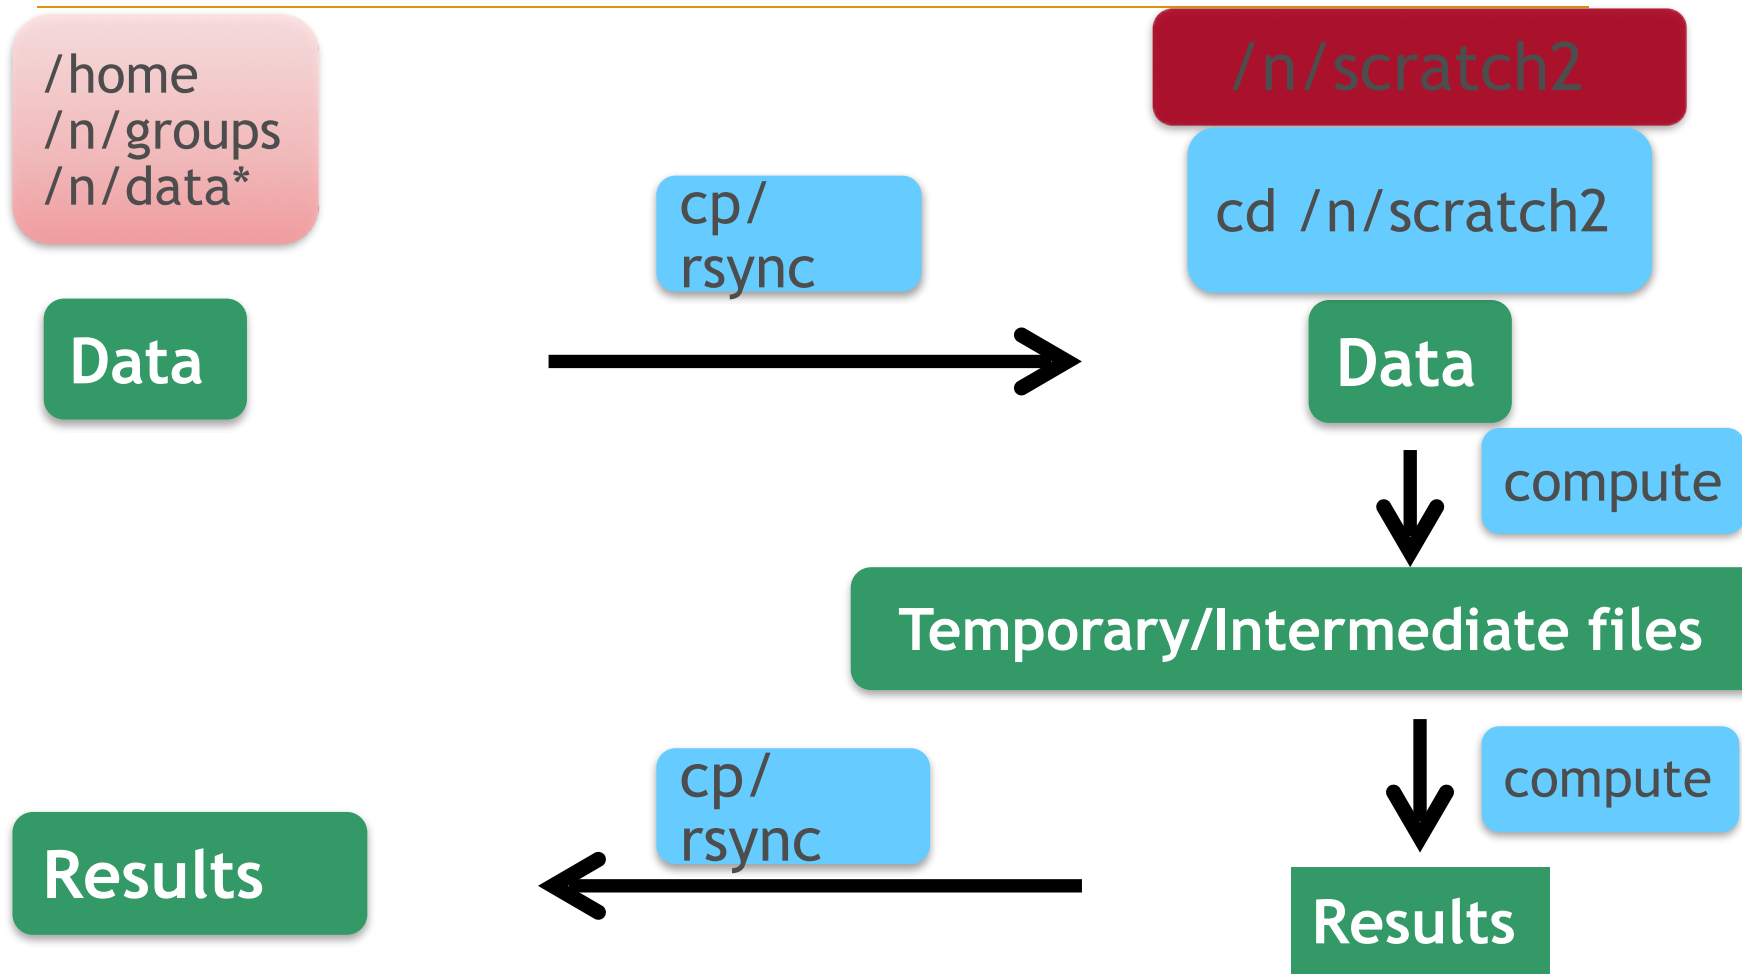 /home
/n/groups
/n/data*
/n/scratch2
cd /n/scratch2
cp/
rsync
Data
Data
compute
Temporary/Intermediate files
compute
cp/
rsync
Results
Results